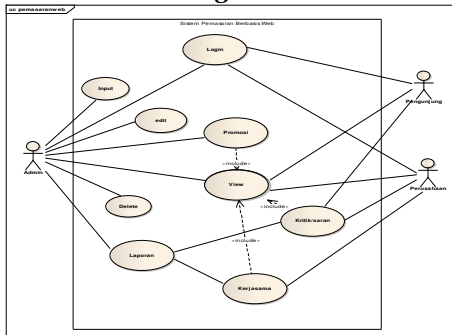 uc pemasaranweb
Sistem Pemasaran Berbasis Web
Login
Input
edit
Promosi
«include»
View
Delete
«include»
Kritik/saran
«include»
Laporan
Kerjasama
Admin
Pengunjung
Perusahaan